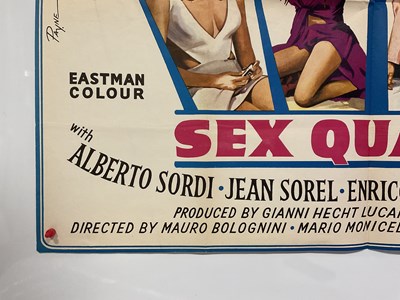 PAYNE
EASTMAN
COLOUR
SEX QUA
with
ALBERTO SORDI · JEAN SOREL · ENRICO
PRODUCED BY GIANNI HECHT LUCAR
DIRECTED BY MAURO BOLOGNINI · MARIO MONICEL